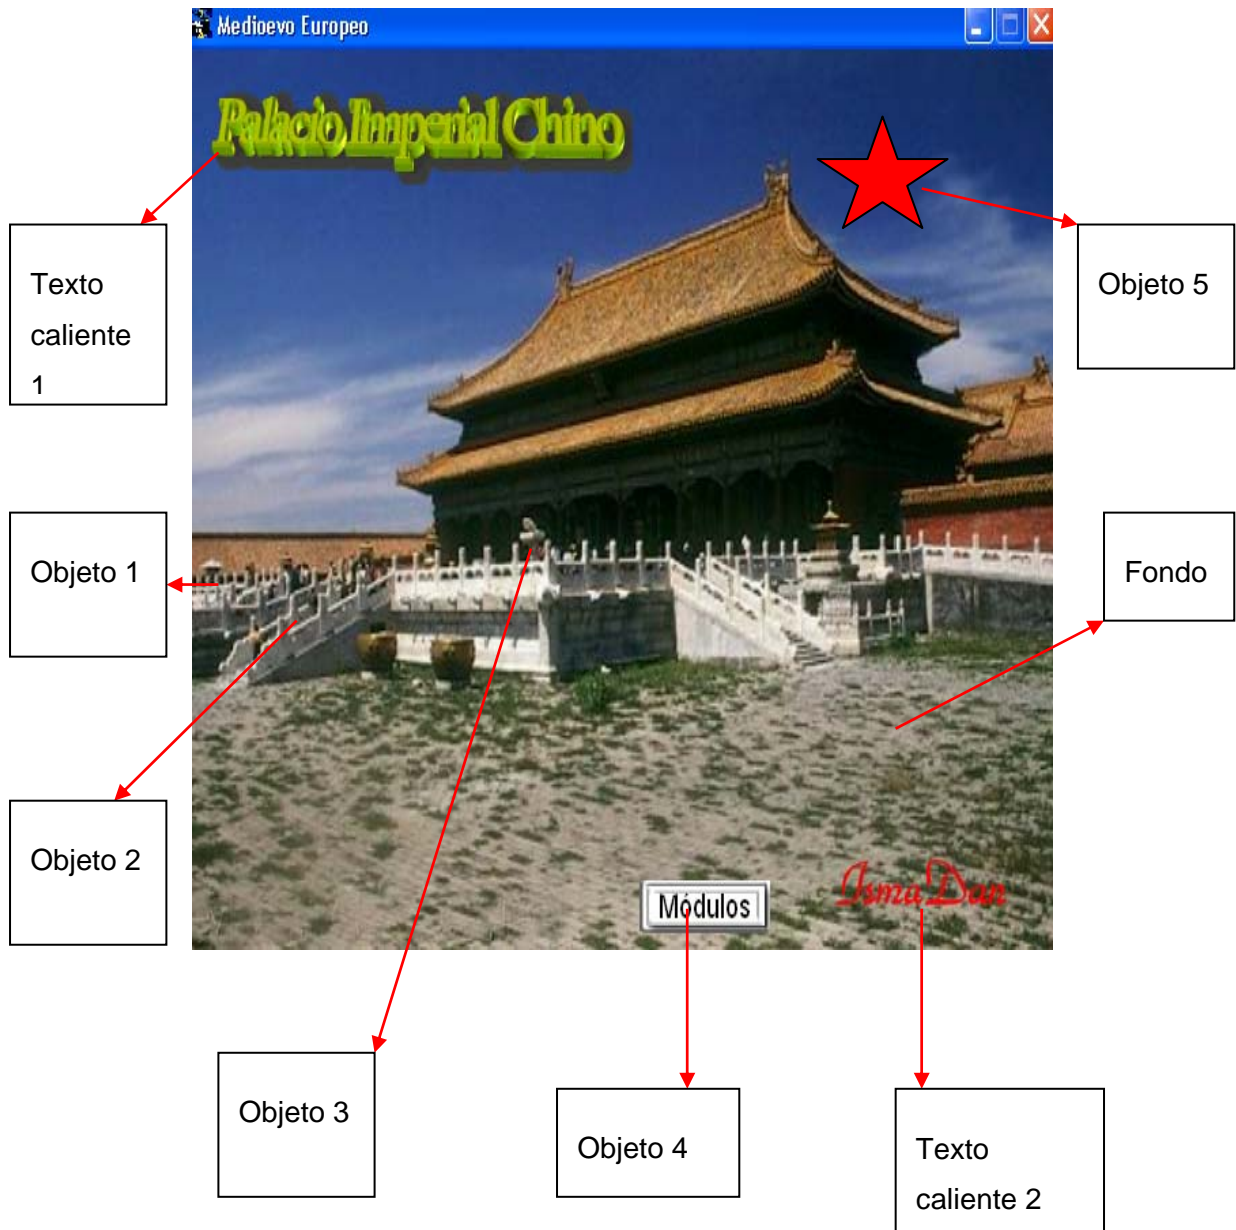 Medioevo Europeo
Palacio Imperial Chino
Texto
caliente
1
Objeto 5
Objeto 1
Fondo
Objeto 2
Módulos
IsmaDan
Objeto 3
Objeto 4
Texto
caliente 2